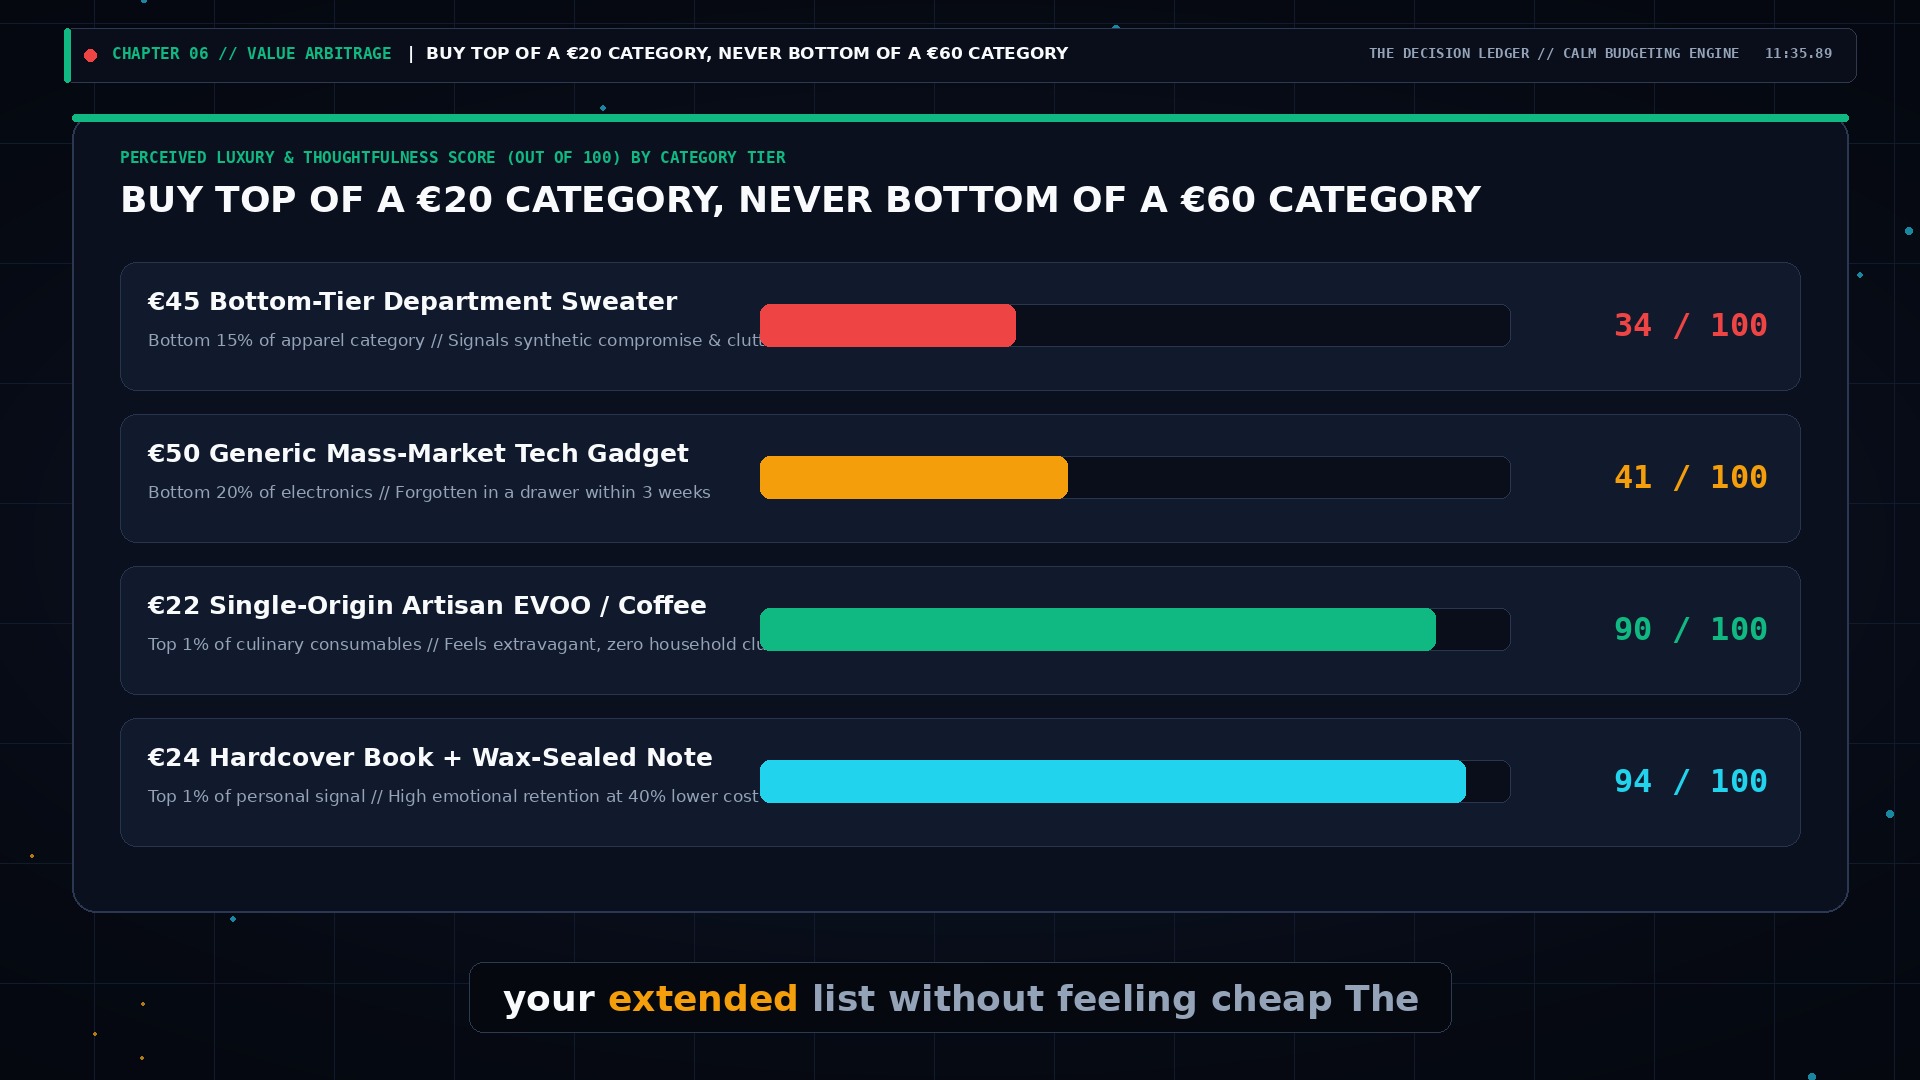 CHAPTER 06 // VALUE ARBITRAGE | BUY TOP OF A €20 CATEGORY, NEVER BOTTOM OF A €60 CATEGORY
THE DECISION LEDGER // CALM BUDGETING ENGINE 11:35.89
PERCEIVED LUXURY & THOUGHTFULNESS SCORE (OUT OF 100) BY CATEGORY TIER
BUY TOP OF A €20 CATEGORY, NEVER BOTTOM OF A €60 CATEGORY
€45 Bottom-Tier Department Sweater
Bottom 15% of apparel category // Signals synthetic compromise &
34 / 100
€50 Generic Mass-Market Tech Gadget
Bottom 20% of electronics // Forgotten in a drawer within 3 weeks
41 / 100
€22 Single-Origin Artisan EVOO / Coffee
Top 1% of culinary consumables // Feels extravagant, zero household
90 / 100
€24 Hardcover Book + Wax-Sealed Note
Top 1% of personal signal // High emotional retention at 40% lower cost
94 / 100
your extended list without feeling cheap The